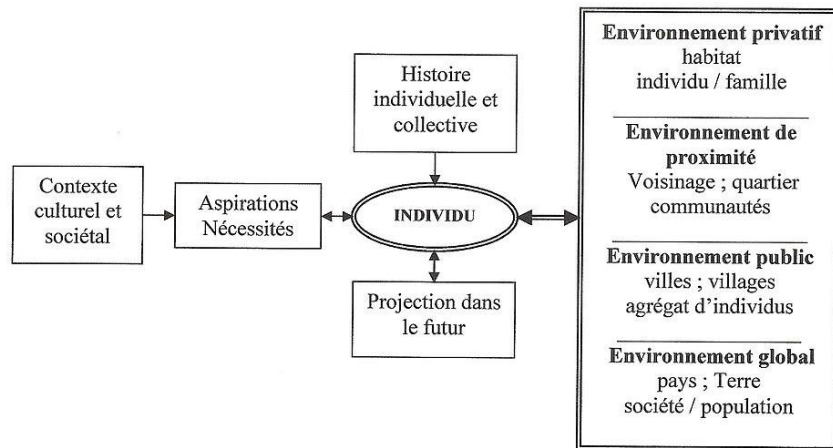 Contexte
culturel et
sociétal
Aspirations
Nécessités
Histoire
individuelle et
collective
INDIVIDU
Projection dans
le futur
Environnement privatif
habitat
individu / famille
Environnement de
proximité
Voisinage ; quartier
communautés
Environnement public
villes ; villages
agrégat d’individus
Environnement global
pays ; Terre
société / population